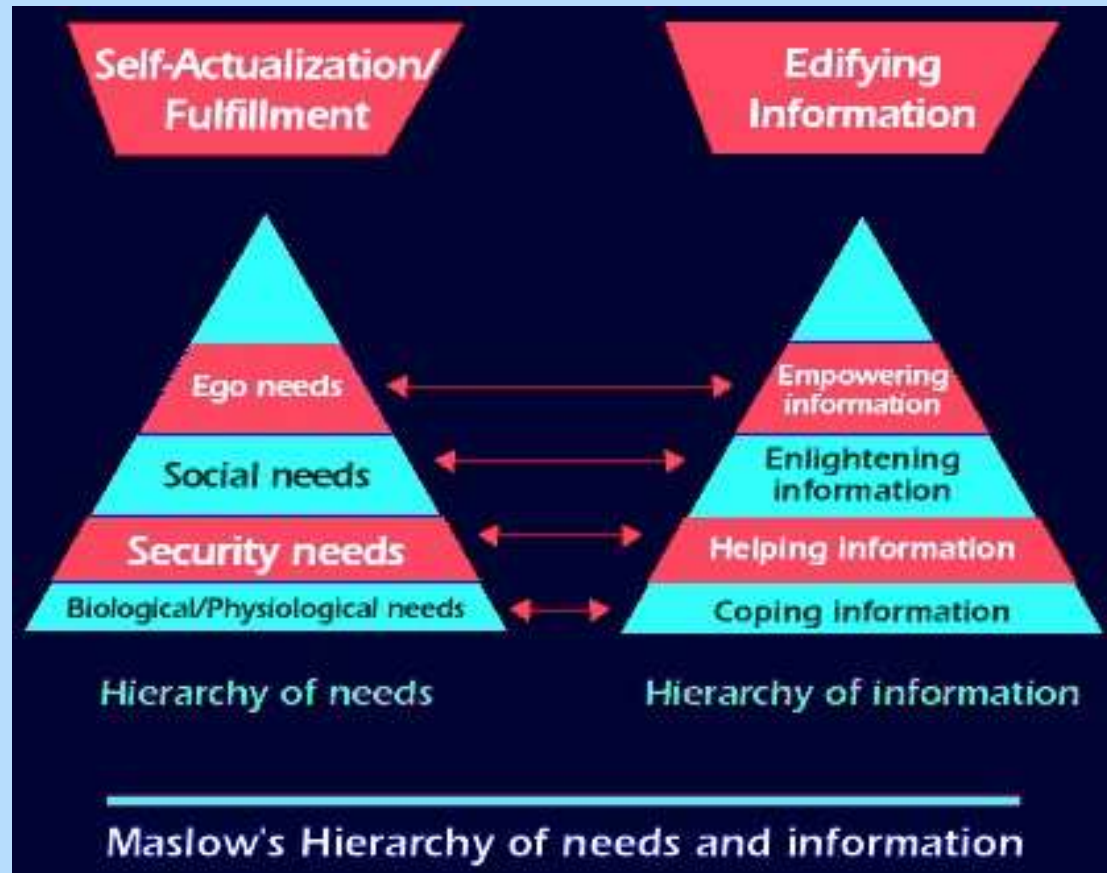 Self-Actualization/
Fulfillment
Edifying
Information
Ego needs
Social needs
Security needs
Biological/Physiological needs
Empowering
information
Enlightening
information
Helping information
Coping information
Hierarchy of needs
Hierarchy of information
Maslow's Hierarchy of needs and information